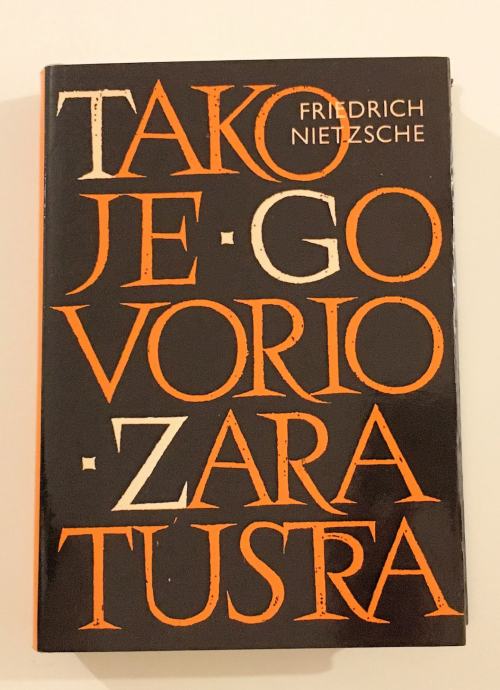 FRIEDRICH
NIETZSCHE
TAKO
JE · GO
VORIO
· ZARA
TUSTRA